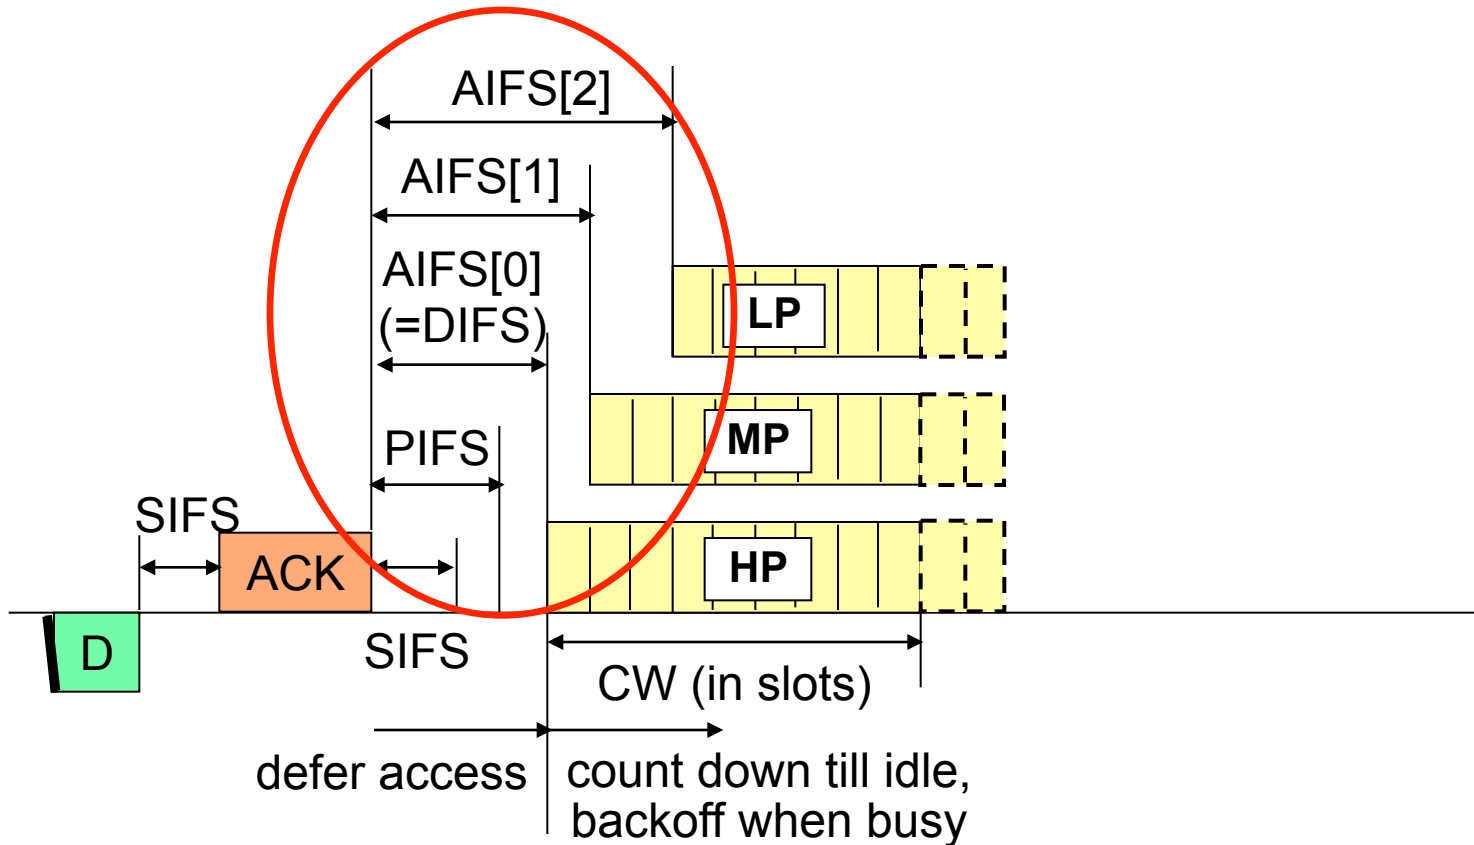 AIFS[2]
AIFS[1]
AIFS[0]
(=DIFS)
LP
PIFS
MP
SIFS
ACK
HP
D
SIFS
CW (in slots)
defer access
count down till idle,
backoff when busy